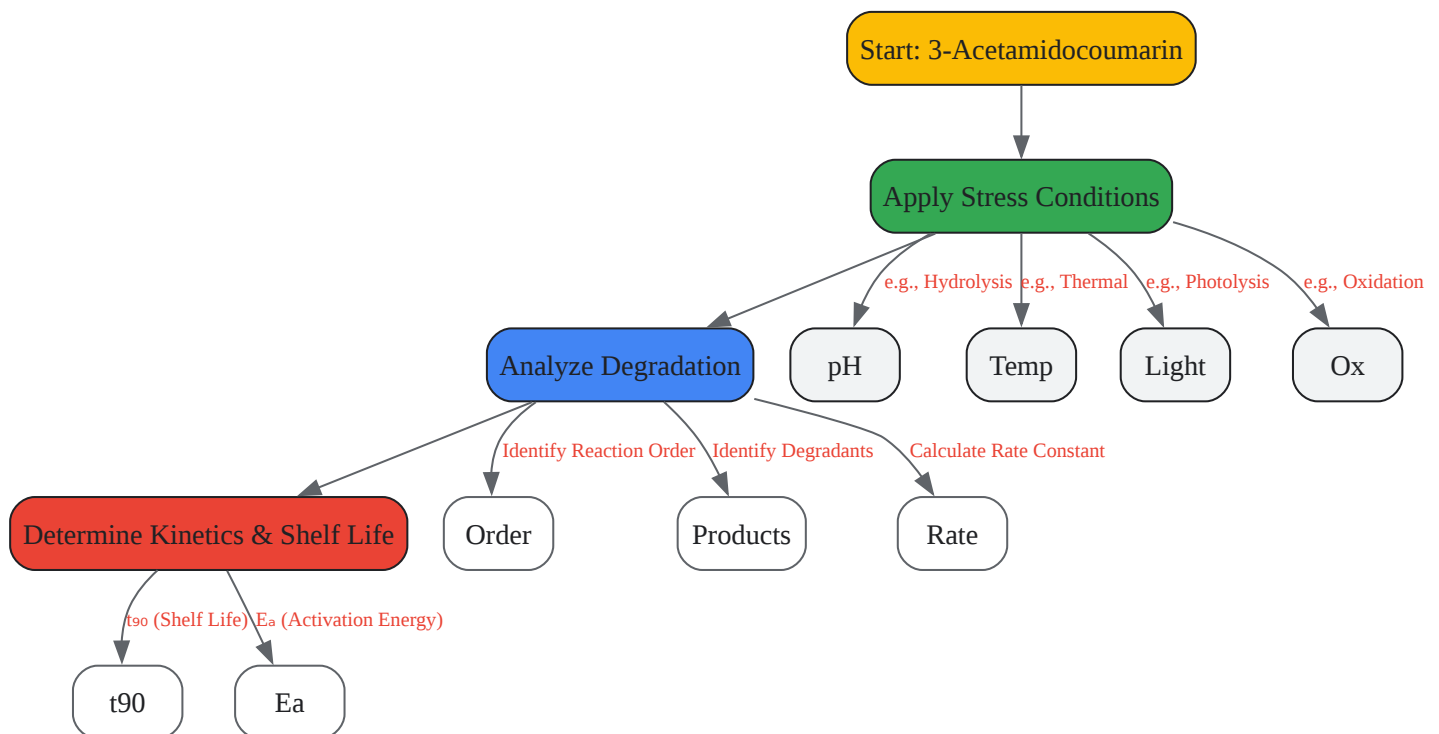 Start: 3-Acetamidocoumarin
Apply Stress Conditions
e.g., Hydrolysis
e.g., Thermal
e.g., Photolysis
e.g., Oxidation
Analyze Degradation
pH
Temp
Light
Ox
Identify Reaction Order
Identify Degradants
Calculate Rate Constant
Determine Kinetics & Shelf Life
Order
Products
Rate
t₉₀ (Shelf Life)
Eₐ (Activation Energy)
t90
Ea